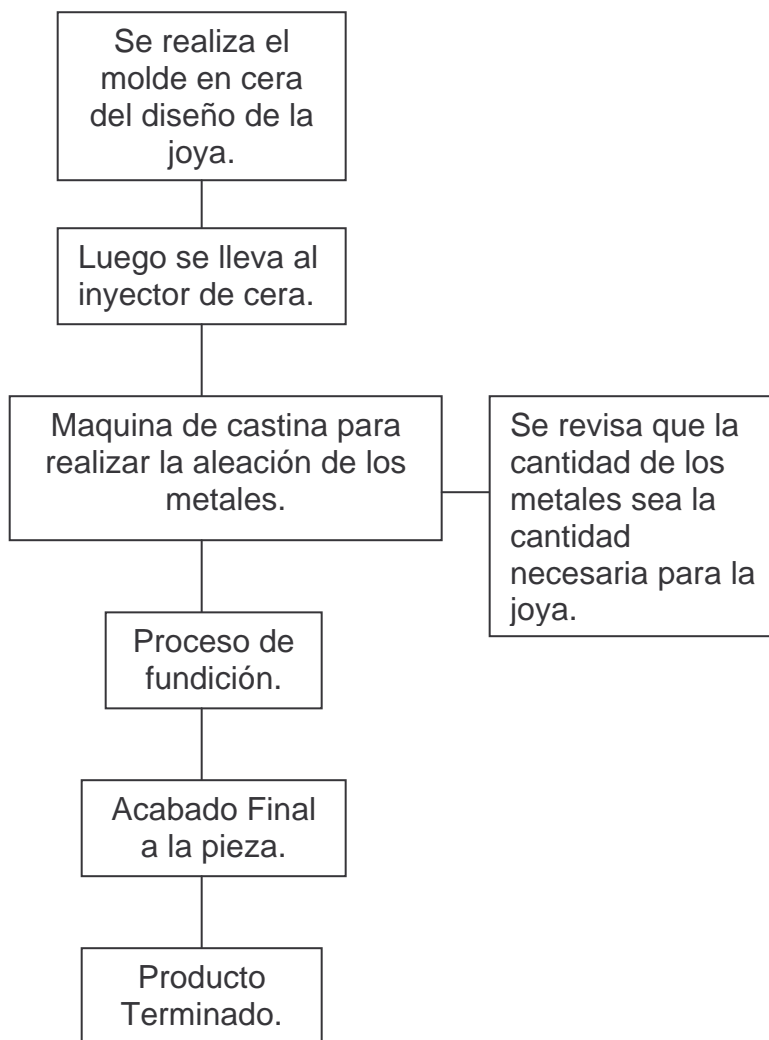 Se realiza el
molde en cera
del diseño de la
joya.
Luego se lleva al
inyector de cera.
Maquina de castina para
realizar la aleación de los
metales.
Se revisa que la
cantidad de los
metales sea la
cantidad
necesaria para la
joya.
Proceso de
fundición.
Acabado Final
a la pieza.
Producto
Terminado.